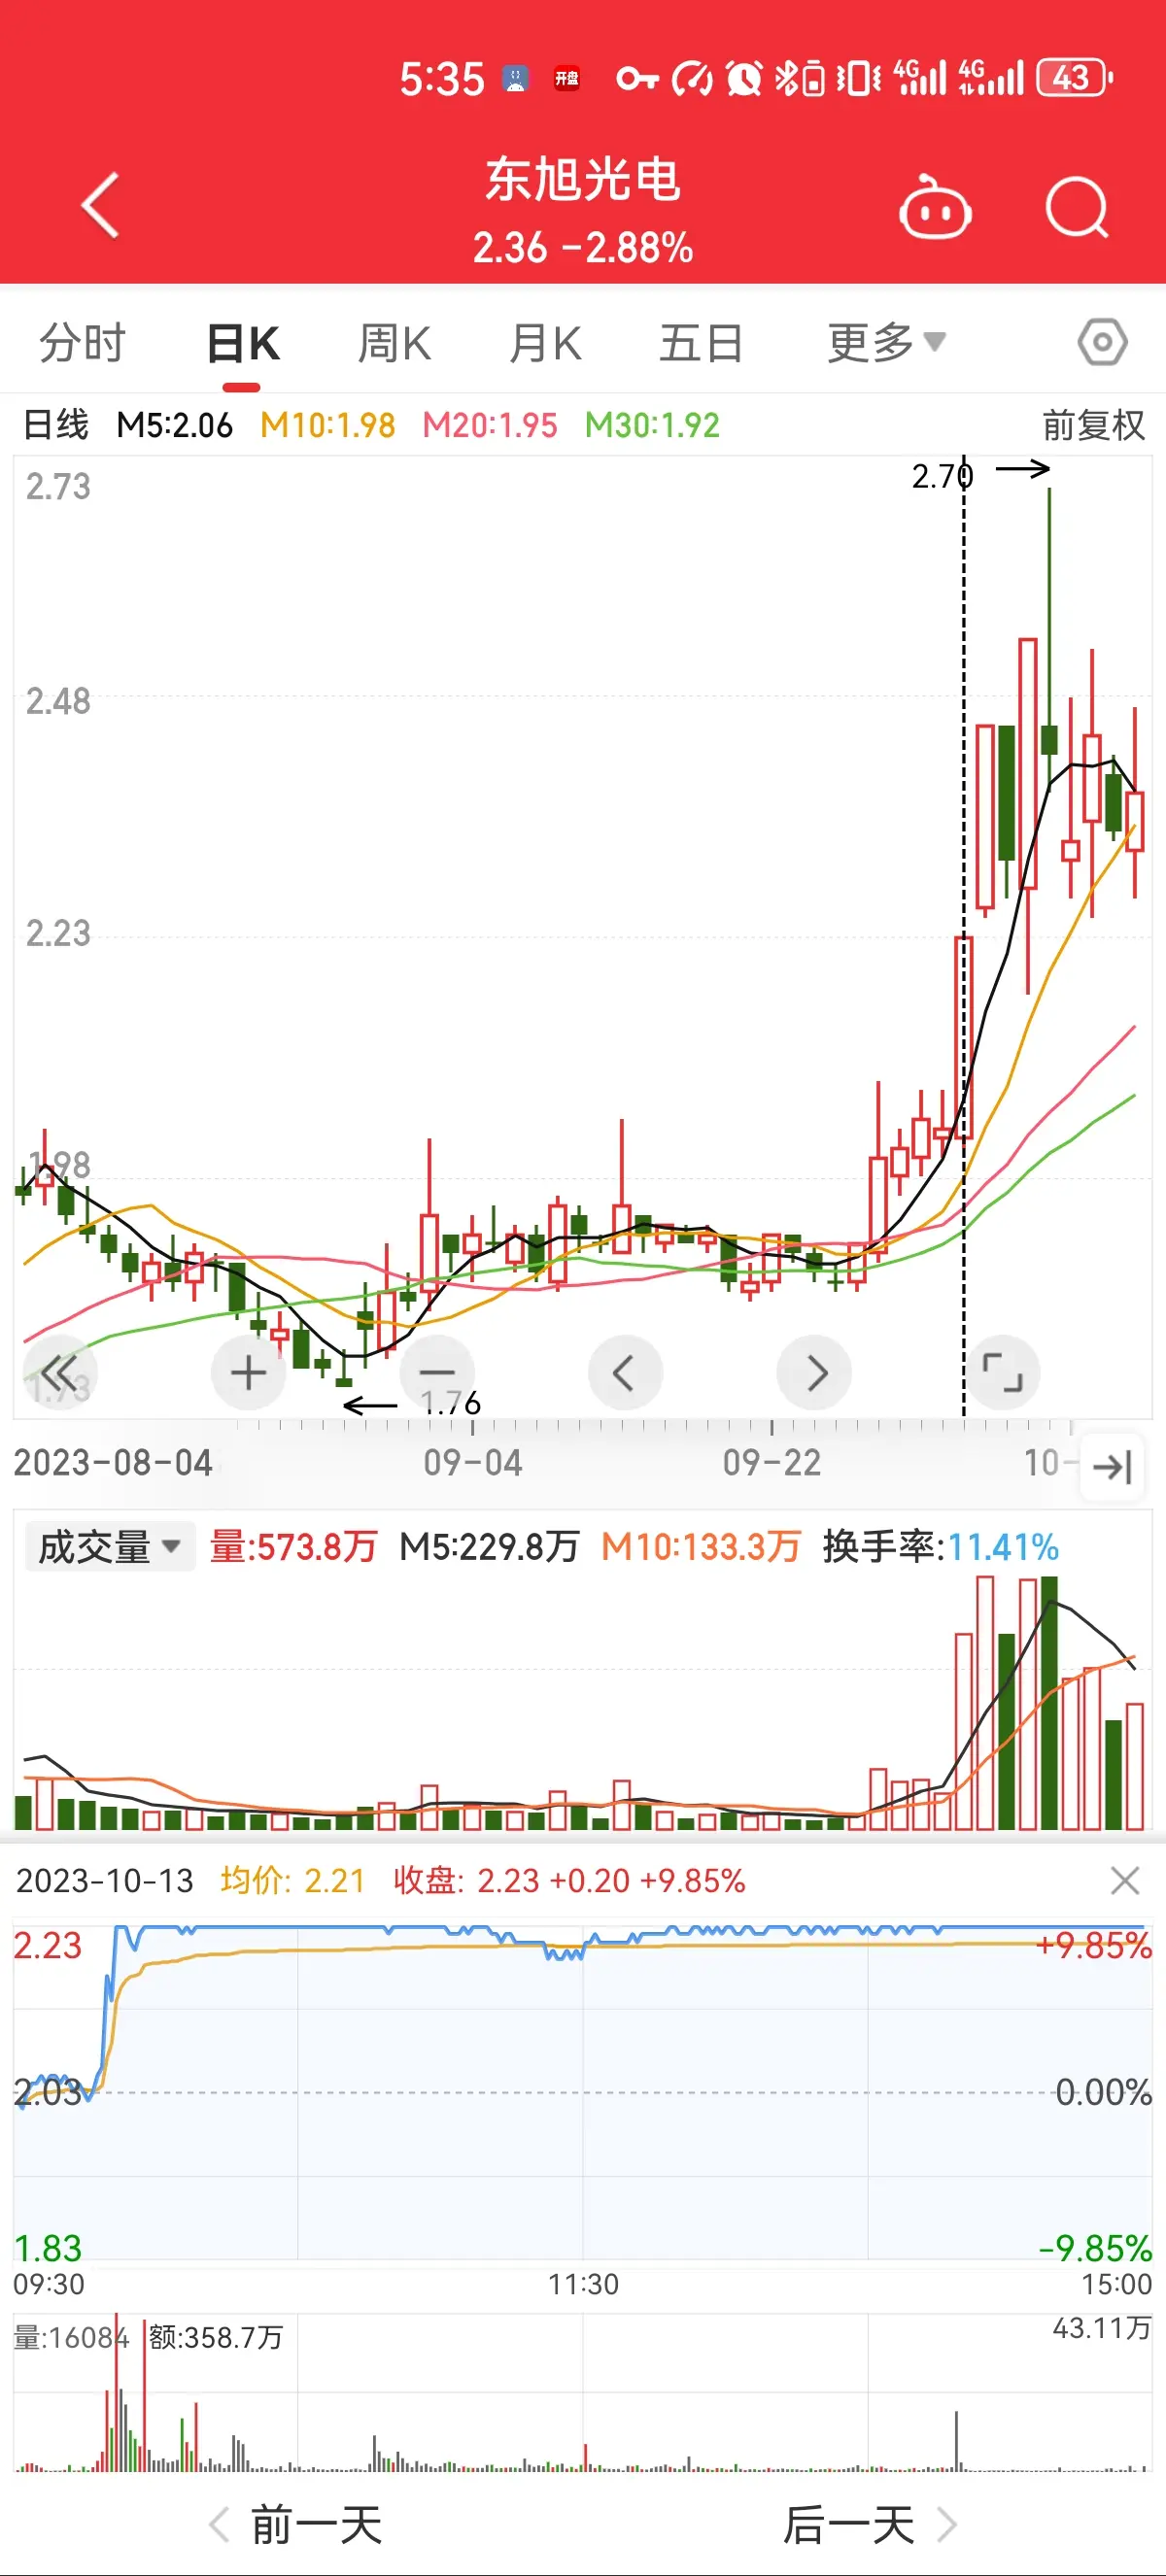 5:35 开盘 4G 4G 43
东旭光电
2.36 -2.88%
分时 日K 周K 月K 五日 更多
日线 M5:2.06 M10:1.98 M20:1.95 M30:1.92 前复权
2.73
2.70
2.48
2.23
1.98
1.73
1.76
2023-08-04 09-04 09-22 10-
成交量 量:573.8万 M5:229.8万 M10:133.3万 换手率:11.41%
2023-10-13 均价: 2.21 收盘: 2.23 +0.20 +9.85%
2.23 +9.85%
2.03 0.00%
1.83 -9.85%
09:30 11:30 15:00
量:16084 额:358.7万 43.11万
前一天 后一天